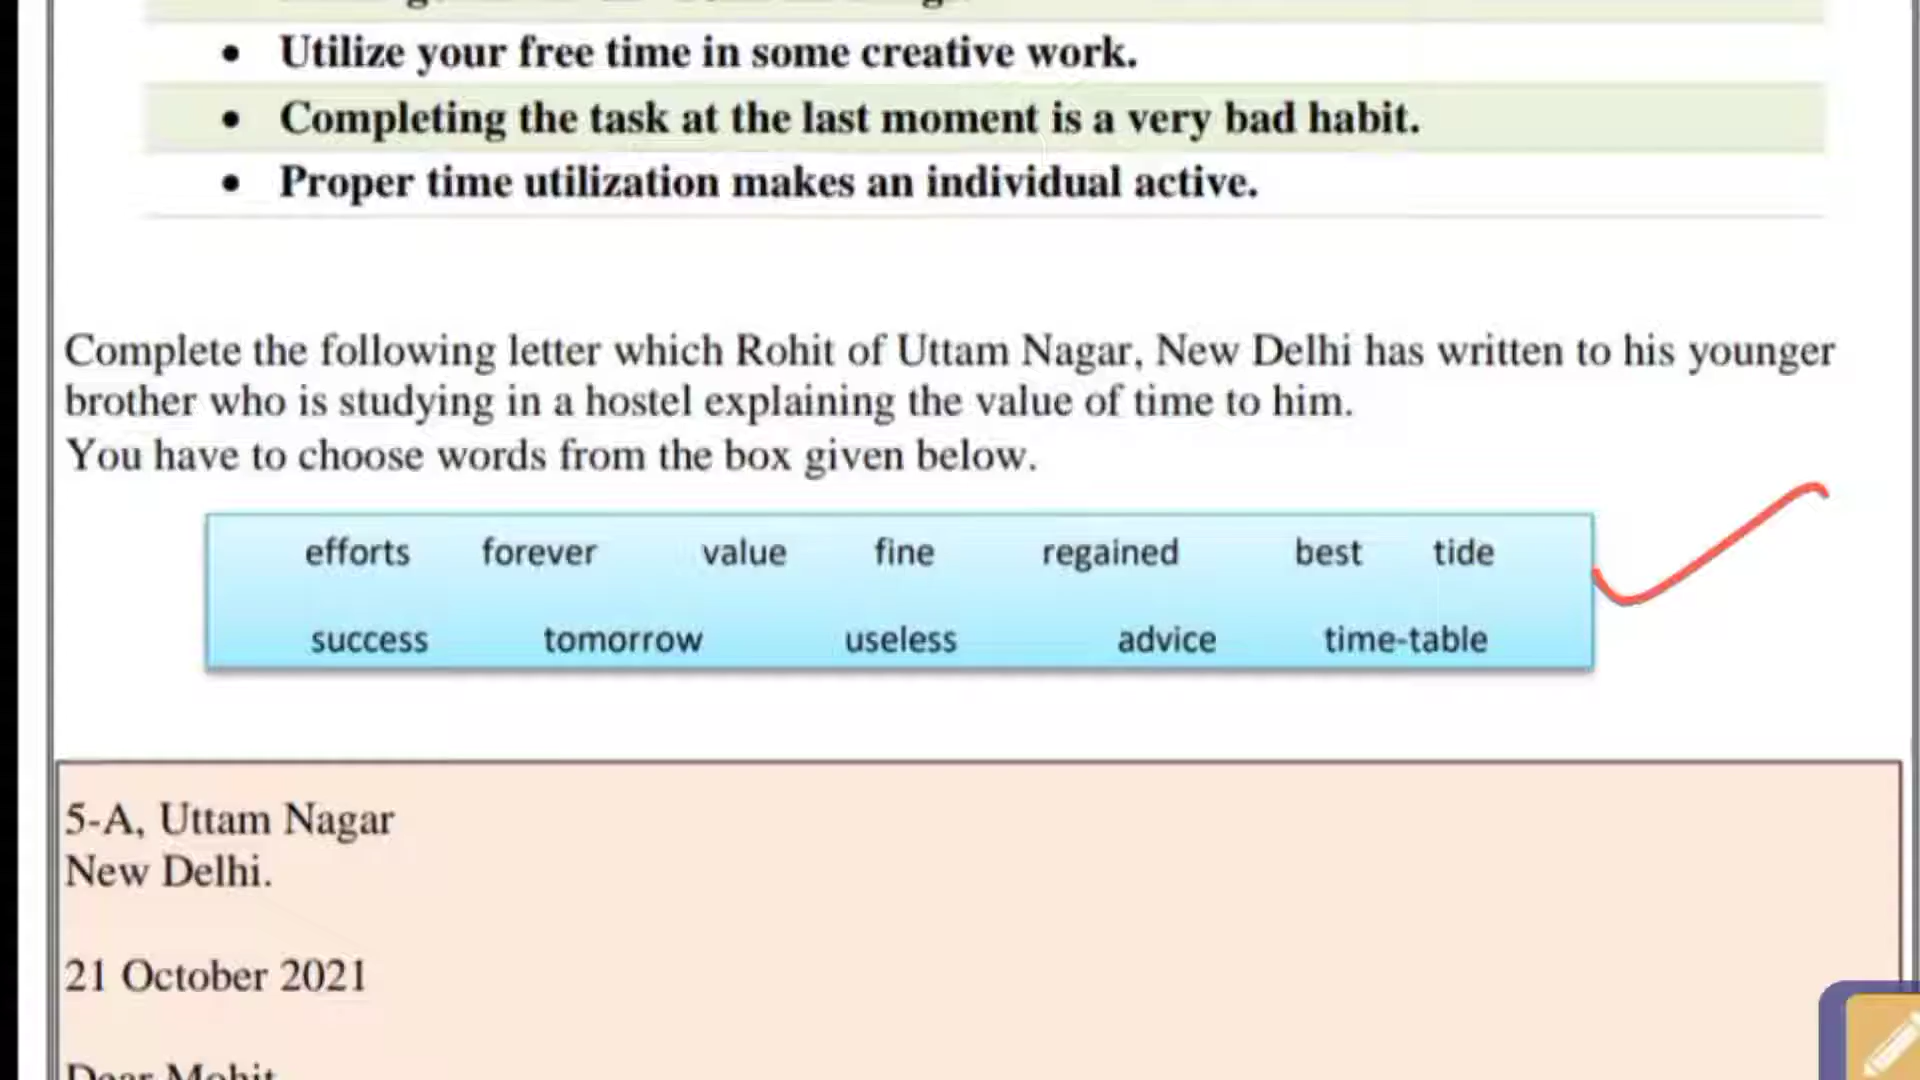 • Utilize your free time in some creative work.
• Completing the task at the last moment is a very bad habit.
• Proper time utilization makes an individual active.
Complete the following letter which Rohit of Uttam Nagar, New Delhi has written to his younger
brother who is studying in a hostel explaining the value of time to him.
You have to choose words from the box given below.
efforts forever value fine regained best tide
success tomorrow useless advice time-table
5-A, Uttam Nagar
New Delhi.
21 October 2021
Dear Mohit